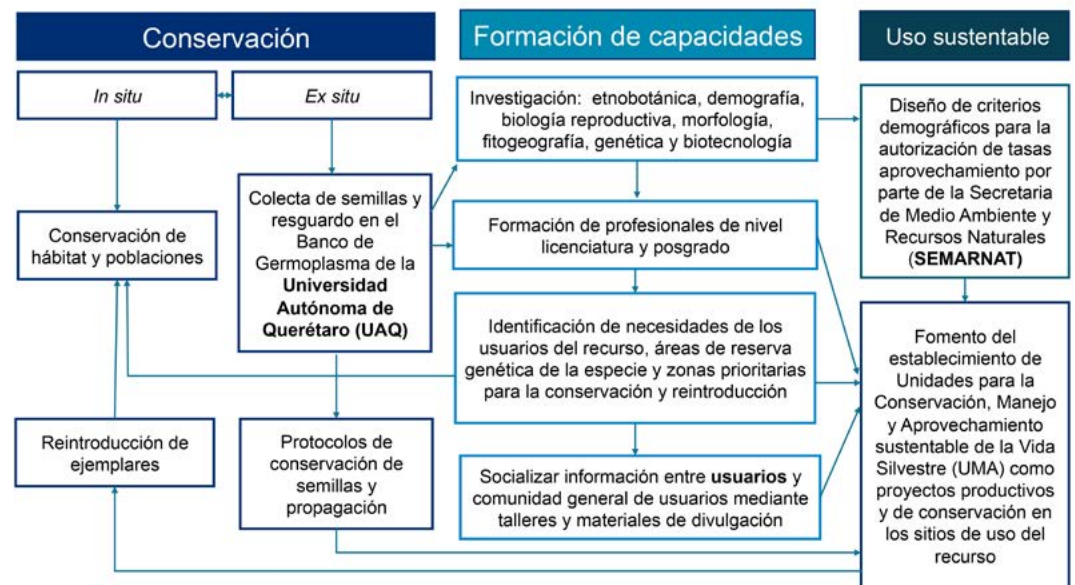 Conservación
Formación de capacidades
Uso sustentable
In situ
Ex situ
Conservación de
hábitat y poblaciones
Reintroducción de
ejemplares
Colecta de semillas y
resguardo en el
Banco de
Germoplasma de la
Universidad
Autónoma de
Querétaro (UAQ)
Protocolos de
conservación de
semillas y
propagación
Investigación: etnobotánica, demografía,
biología reproductiva, morfología,
fitogeografía, genética y biotecnología
Formación de profesionales de nivel
licenciatura y posgrado
Identificación de necesidades de los
usuarios del recurso, áreas de reserva
genética de la especie y zonas prioritarias
para la conservación y reintroducción
Socializar información entre usuarios y
comunidad general de usuarios mediante
talleres y materiales de divulgación
Diseño de criterios
demográficos para la
autorización de tasas
aprovechamiento por
parte de la Secretaria
de Medio Ambiente y
Recursos Naturales
(SEMARNAT)
Fomento del
establecimiento de
Unidades para la
Conservación, Manejo
y Aprovechamiento
sustentable de la Vida
Silvestre (UMA) como
proyectos productivos
y de conservación en
los sitios de uso del
recurso